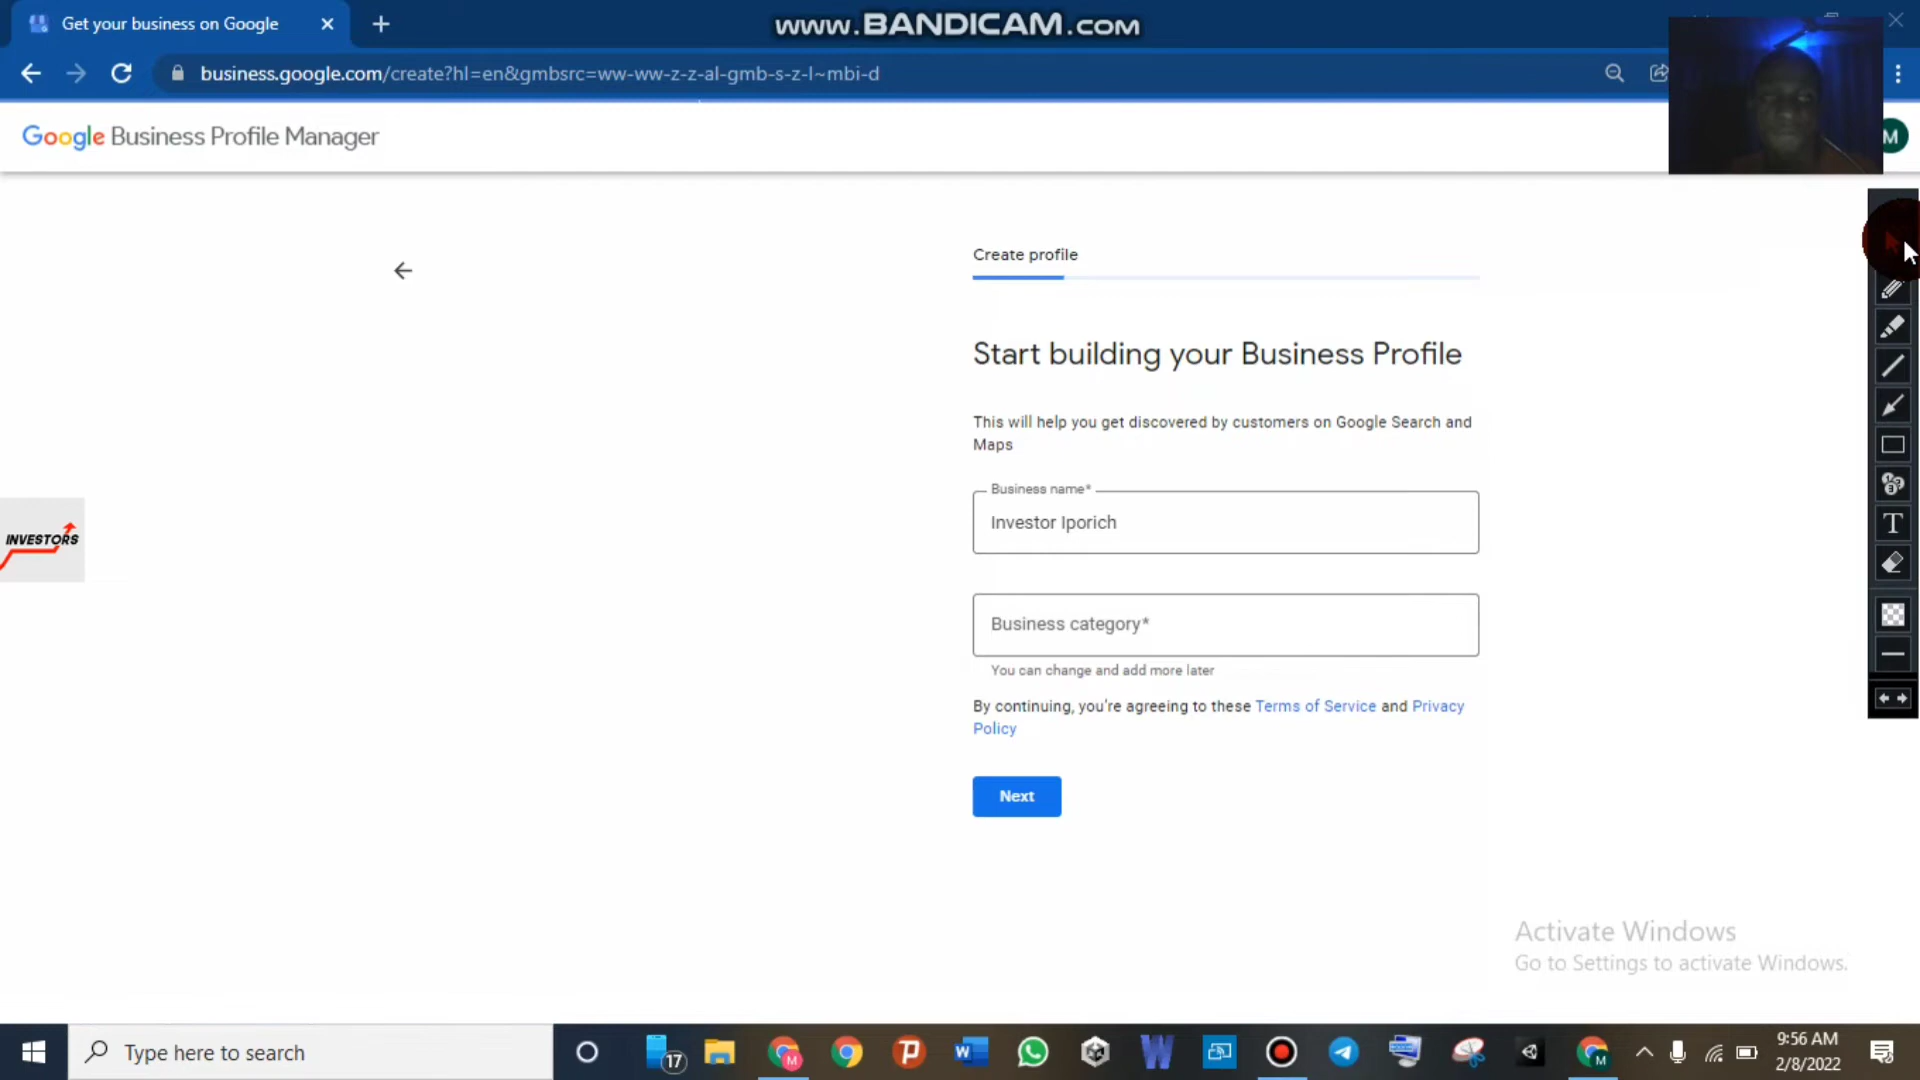 Get your business on Google
www.BANDICAM.com
business.google.com/create?hl=en&gmbsrc=ww-ww-z-z-al-gmb-s-z-l~mbi-d
Google Business Profile Manager
M
Create profile
Start building your Business Profile
This will help you get discovered by customers on Google Search and
Maps
Business name*
Investor Iporich
INVESTORS
Business category*
You can change and add more later
By continuing, you're agreeing to these Terms of Service and Privacy
Policy
Next
T
Activate Windows
Go to Settings to activate Windows.
Type here to search
17
9:56 AM
2/8/2022